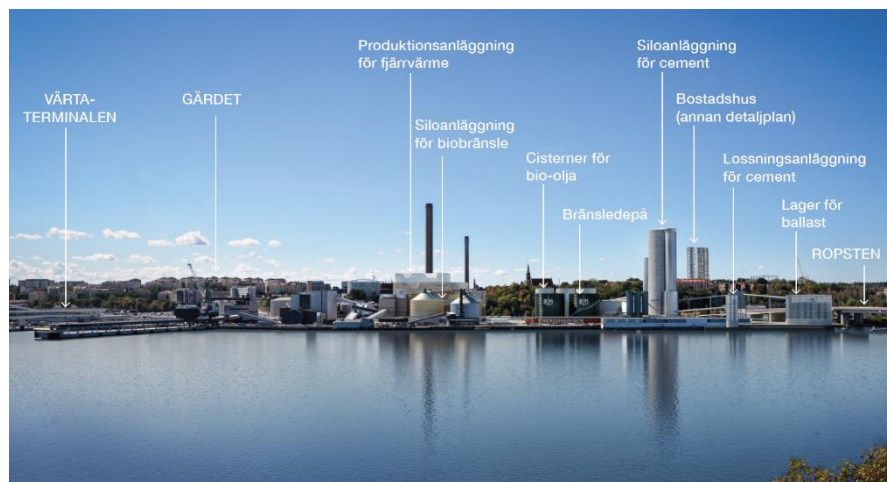 VÄRTA-
TERMINALEN
GÄRDET
Produktionsanläggning
för fjärrvärme
Siloanläggning
för biobränsle
Cisterner för
bio-olja
Bränsledepå
Siloanläggning
för cement
Bostadshus
(annan detaljplan)
Lossningsanläggning
för cement
Lager för
ballast
ROPSTEN
ENERGIHAMNEN